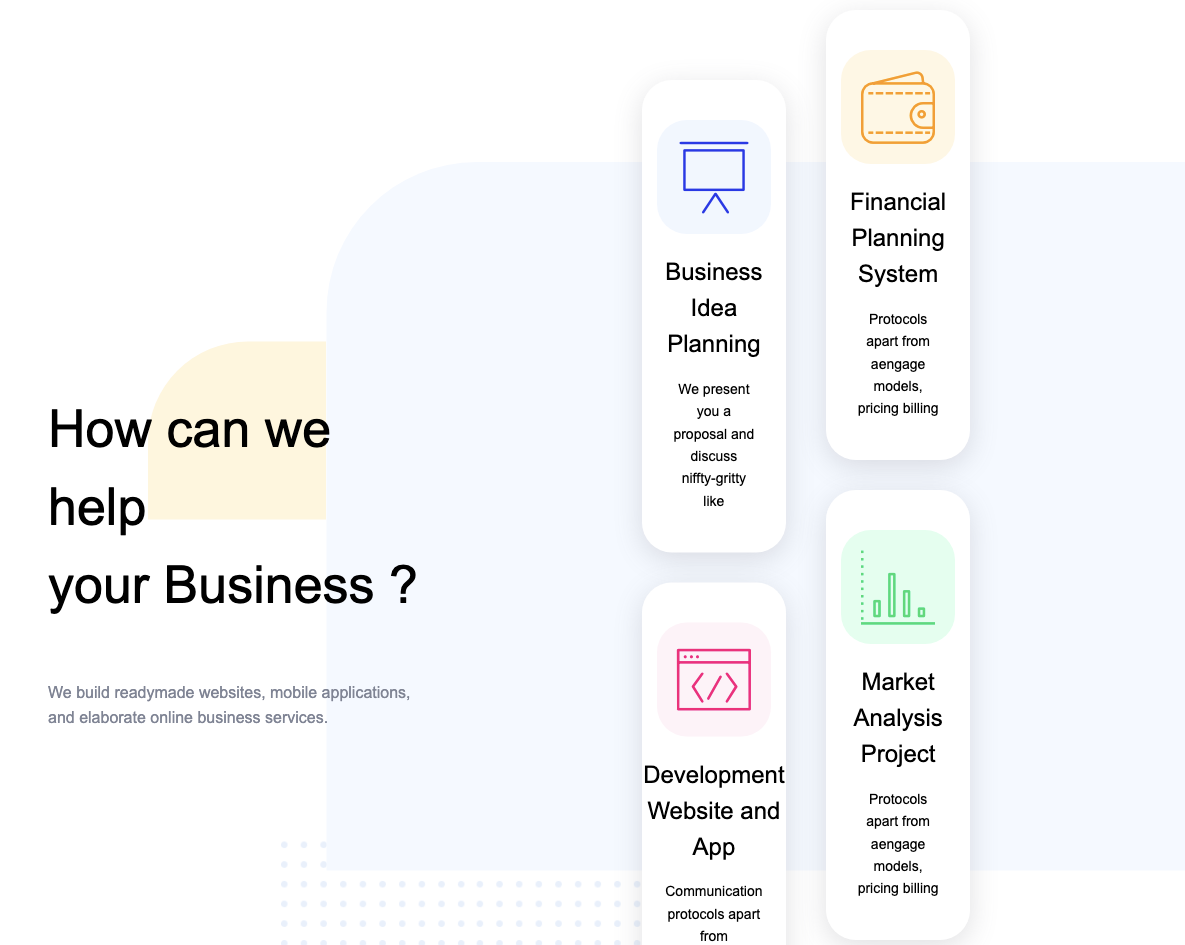 How can we
help
your Business ?
We build readymade websites, mobile applications,
and elaborate online business services.
Business
Idea
Planning
We present
you a
proposal and
discuss
niffty-gritty
like
Development
Website and
App
Communication
protocols apart
from
Financial
Planning
System
Protocols
apart from
aengage
models,
pricing billing
Market
Analysis
Project
Protocols
apart from
aengage
models,
pricing billing